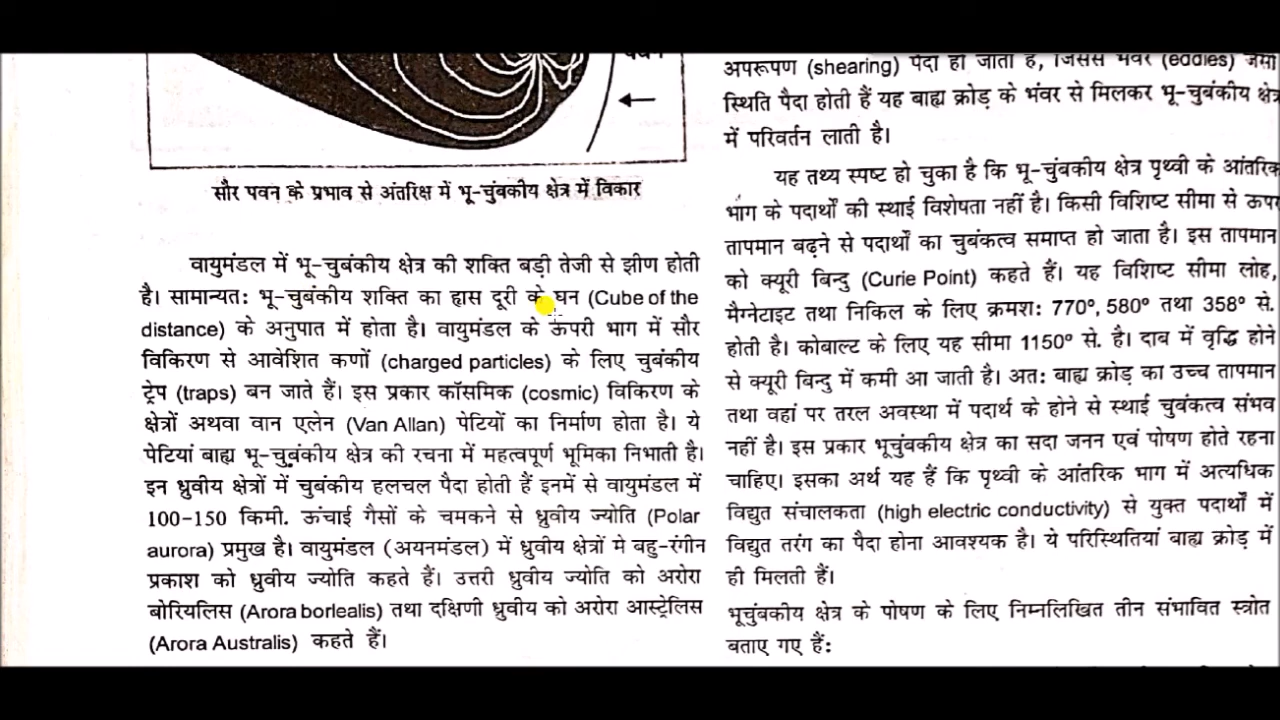 सौर पवन के प्रभाव से अंतरिक्ष में भू-चुंबकीय क्षेत्र में विकार
वायुमंडल में भू-चुबंकीय क्षेत्र की शक्ति बड़ी तेजी से झीण होती
है। सामान्यत: भू-चुबंकीय शक्ति का ह्रास दूरी के घन (Cube of the
distance) के अनुपात में होता है। वायुमंडल के ऊपरी भाग में सौर
विकिरण से आवेशित कणों (charged particles) के लिए चुबंकीय
ट्रेप (traps) बन जाते हैं। इस प्रकार कॉसमिक (cosmic) विकिरण के
क्षेत्रों अथवा वान एलेन (Van Allan) पेटियों का निर्माण होता है। ये
पेटियां बाह्य भू-चुबंकीय क्षेत्र की रचना में महत्वपूर्ण भूमिका निभाती है।
इन ध्रुवीय क्षेत्रों में चुबंकीय हलचल पैदा होती हैं इनमें से वायुमंडल में
100-150 किमी. ऊंचाई गैसों के चमकने से ध्रुवीय ज्योति (Polar
aurora) प्रमुख है। वायुमंडल (अयनमंडल) में ध्रुवीय क्षेत्रों मे बहु-रंगीन
प्रकाश को ध्रुवीय ज्योति कहते हैं। उत्तरी ध्रुवीय ज्योति को अरोरा
बोरियलिस (Arora borlealis) तथा दक्षिणी ध्रुवीय को अरोरा आस्ट्रेलिस
(Arora Australis) कहते हैं।
अपरूपण (shearing) पैदा हो जाता है, जिससे भंवर (eddies) जैसी
स्थिति पैदा होती हैं यह बाह्य क्रोड़ के भंवर से मिलकर भू-चुबंकीय क्षेत्र
में परिवर्तन लाती है।
यह तथ्य स्पष्ट हो चुका है कि भू-चुंबकीय क्षेत्र पृथ्वी के आंतरिक
भाग के पदार्थों की स्थाई विशेषता नहीं है। किसी विशिष्ट सीमा से ऊपर
तापमान बढ़ने से पदार्थों का चुबंकत्व समाप्त हो जाता है। इस तापमान
को क्यूरी बिन्दु (Curie Point) कहते हैं। यह विशिष्ट सीमा लोह,
मैग्नेटाइट तथा निकिल के लिए क्रमश: 770°, 580° तथा 358° से.
होती है। कोबाल्ट के लिए यह सीमा 1150° से. है। दाब में वृद्धि होने
से क्यूरी बिन्दु में कमी आ जाती है। अत: बाह्य क्रोड़ का उच्च तापमान
तथा वहां पर तरल अवस्था में पदार्थ के होने से स्थाई चुबंकत्व संभव
नहीं है। इस प्रकार भूचुंबकीय क्षेत्र का सदा जनन एवं पोषण होते रहना
चाहिए। इसका अर्थ यह हैं कि पृथ्वी के आंतरिक भाग में अत्यधिक
विद्युत संचालकता (high electric conductivity) से युक्त पदार्थों में
विद्युत तरंग का पैदा होना आवश्यक है। ये परिस्थितियां बाह्य क्रोड़ में
ही मिलती हैं।
भूचुंबकीय क्षेत्र के पोषण के लिए निम्नलिखित तीन संभावित स्त्रोत
बताए गए हैं: